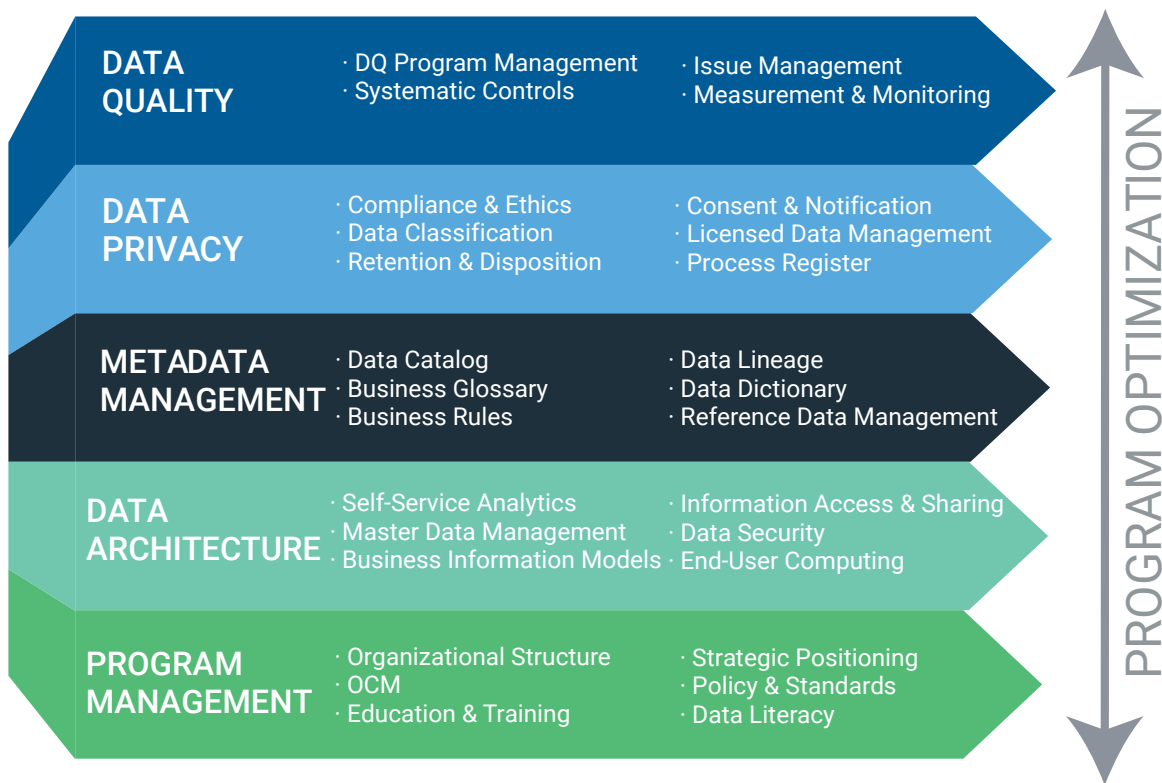 DATA
QUALITY
· DQ Program Management
· Systematic Controls
· Issue Management
· Measurement & Monitoring
DATA
PRIVACY
· Compliance & Ethics
· Data Classification
· Retention & Disposition
· Consent & Notification
· Licensed Data Management
· Process Register
METADATA
MANAGEMENT
· Data Catalog
· Business Glossary
· Business Rules
· Data Lineage
· Data Dictionary
· Reference Data Management
DATA
ARCHITECTURE
· Self-Service Analytics
· Master Data Management
· Business Information Models
· Information Access & Sharing
· Data Security
· End-User Computing
PROGRAM
MANAGEMENT
· Organizational Structure
· OCM
· Education & Training
· Strategic Positioning
· Policy & Standards
· Data Literacy
PROGRAM OPTIMIZATION